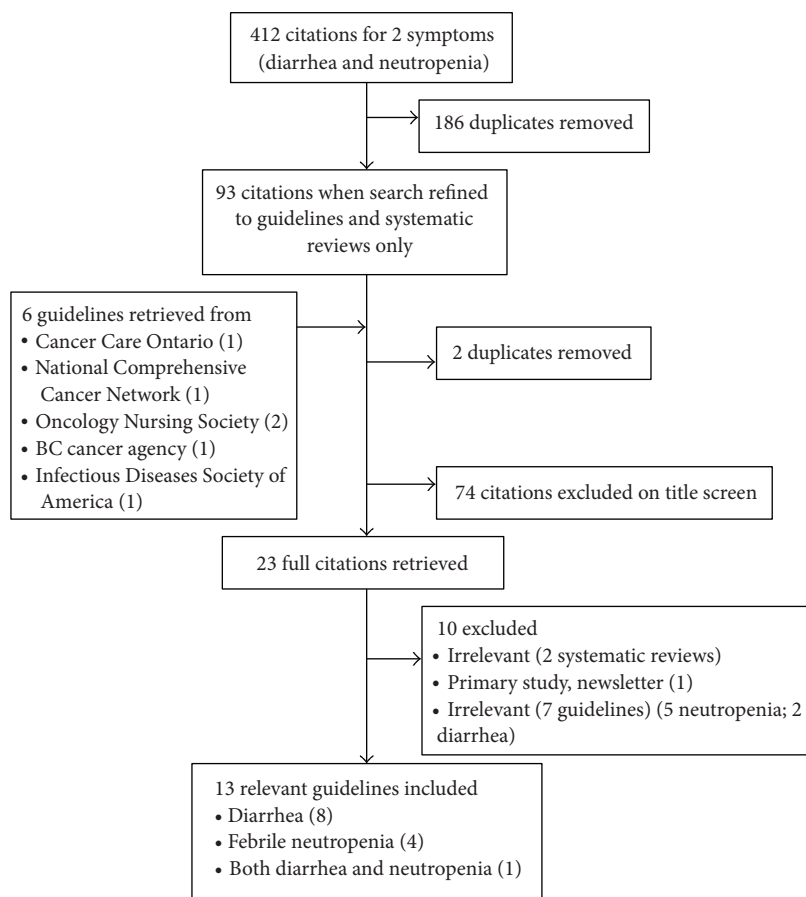 412 citations for 2 symptoms
(diarrhea and neutropenia)
186 duplicates removed
93 citations when search refined
to guidelines and systematic
reviews only
6 guidelines retrieved from
• Cancer Care Ontario (1)
• National Comprehensive
Cancer Network (1)
• Oncology Nursing Society (2)
• BC cancer agency (1)
• Infectious Diseases Society of
America (1)
2 duplicates removed
74 citations excluded on title screen
23 full citations retrieved
10 excluded
• Irrelevant (2 systematic reviews)
• Primary study, newsletter (1)
• Irrelevant (7 guidelines) (5 neutropenia; 2
diarrhea)
13 relevant guidelines included
• Diarrhea (8)
• Febrile neutropenia (4)
• Both diarrhea and neutropenia (1)